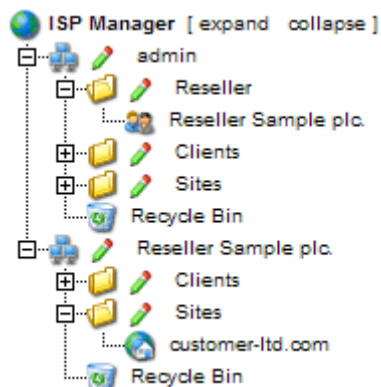 ISP Manager [ expand collapse ]
admin
Reseller
Reseller Sample plc.
Clients
Sites
Recycle Bin
Reseller Sample plc.
Clients
Sites
customer-ltd.com
Recycle Bin